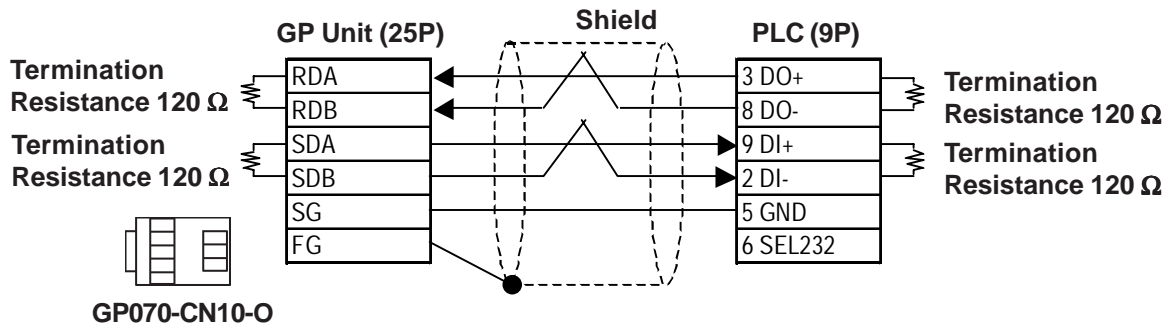 Shield
GP Unit (25P)
PLC (9P)
Termination
Resistance 120 Ω
Termination
Resistance 120 Ω
RDA
RDB
SDA
SDB
SG
FG
3 DO+
8 DO-
9 DI+
2 DI-
5 GND
6 SEL232
Termination
Resistance 120 Ω
Termination
Resistance 120 Ω
GP070-CN10-O